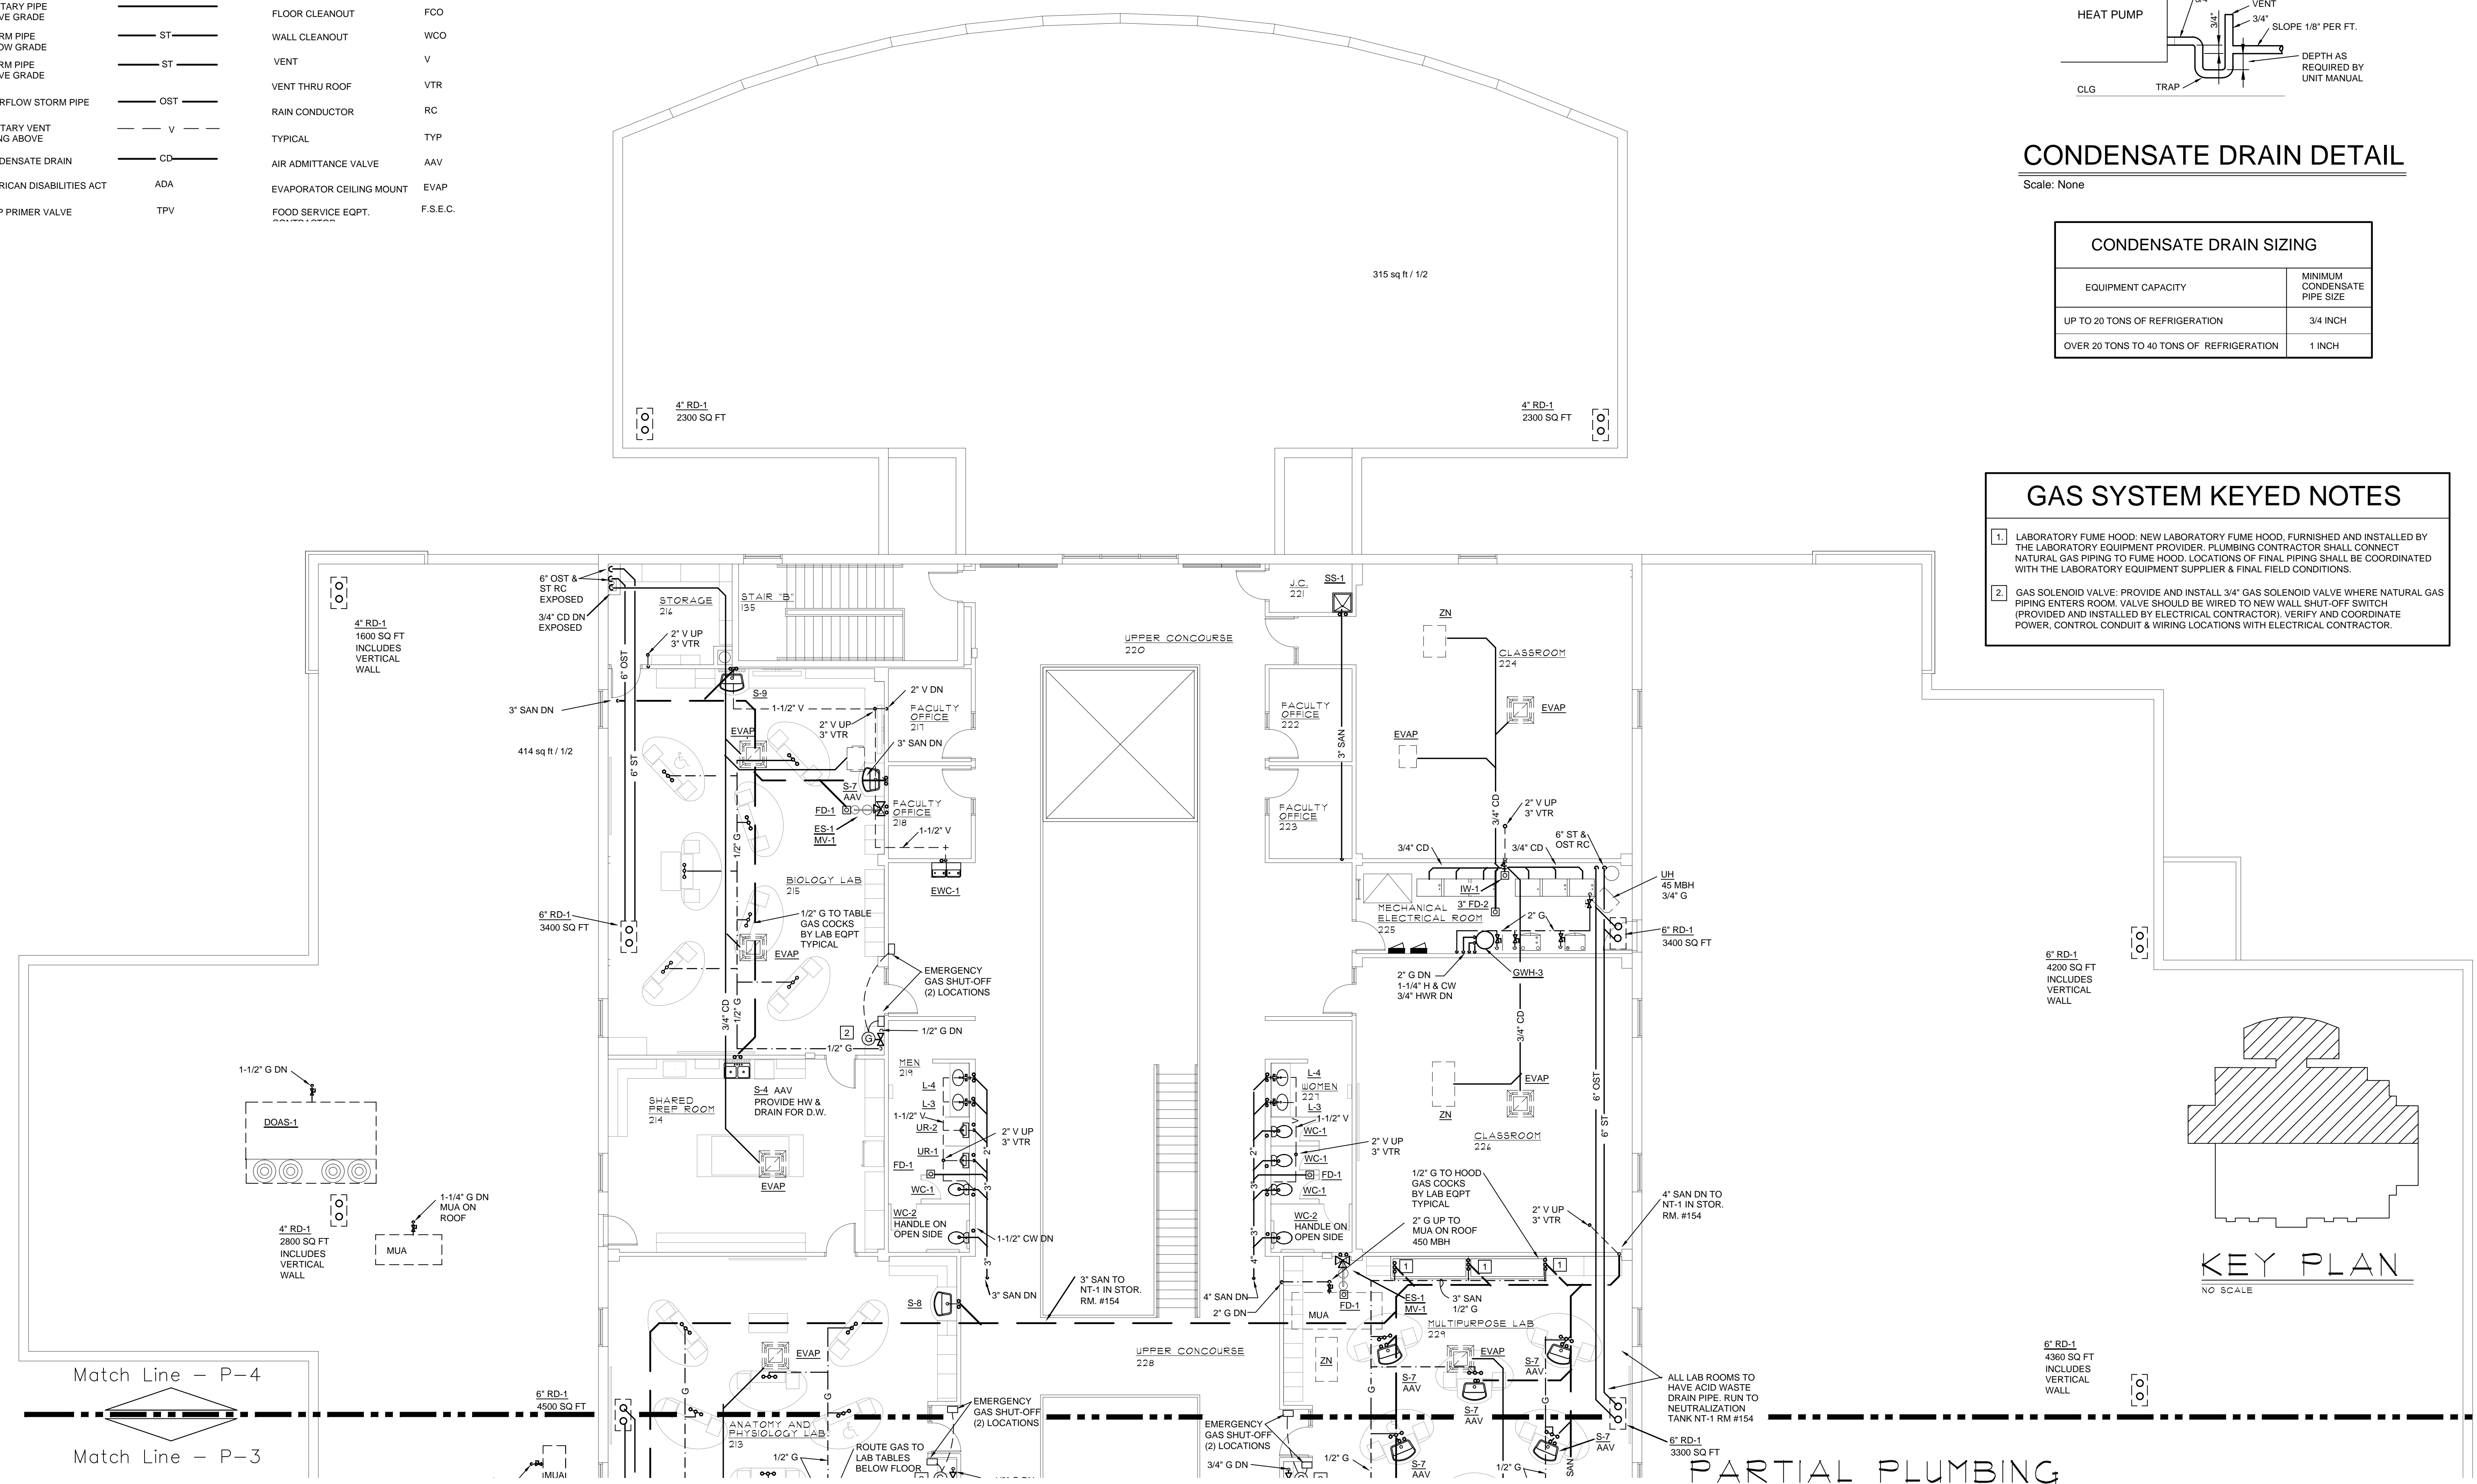 TARY PIPE
VE GRADE
RM PIPE
OW GRADE
ST
RM PIPE
VE GRADE
ST
RFLOW STORM PIPE
OST
TARY VENT
NG ABOVE
V
DENSATE DRAIN
CD
RICAN DISABILITIES ACT
ADA
P PRIMER VALVE
TPV
FLOOR CLEANOUT
FCO
WALL CLEANOUT
WCO
VENT
V
VENT THRU ROOF
VTR
RAIN CONDUCTOR
RC
TYPICAL
TYP
AIR ADMITTANCE VALVE
AAV
EVAPORATOR CEILING MOUNT
EVAP
FOOD SERVICE EQPT.
CONTRACTOR
F.S.E.C.
HEAT PUMP
3/4"
3/4"
VENT
3/4"
SLOPE 1/8" PER FT.
DEPTH AS
REQUIRED BY
UNIT MANUAL
CLG
TRAP
CONDENSATE DRAIN DETAIL
Scale: None
CONDENSATE DRAIN SIZING
EQUIPMENT CAPACITY
MINIMUM
CONDENSATE
PIPE SIZE
UP TO 20 TONS OF REFRIGERATION
3/4 INCH
OVER 20 TONS TO 40 TONS OF REFRIGERATION
1 INCH
315 sq ft / 1/2
4" RD-1
2300 SQ FT
4" RD-1
2300 SQ FT
GAS SYSTEM KEYED NOTES
1. LABORATORY FUME HOOD: NEW LABORATORY FUME HOOD, FURNISHED AND INSTALLED BY
THE LABORATORY EQUIPMENT PROVIDER. PLUMBING CONTRACTOR SHALL CONNECT
NATURAL GAS PIPING TO FUME HOOD. LOCATIONS OF FINAL PIPING SHALL BE COORDINATED
WITH THE LABORATORY EQUIPMENT SUPPLIER & FINAL FIELD CONDITIONS.
2. GAS SOLENOID VALVE: PROVIDE AND INSTALL 3/4" GAS SOLENOID VALVE WHERE NATURAL GAS
PIPING ENTERS ROOM. VALVE SHOULD BE WIRED TO NEW WALL SHUT-OFF SWITCH
(PROVIDED AND INSTALLED BY ELECTRICAL CONTRACTOR). VERIFY AND COORDINATE
POWER, CONTROL CONDUIT & WIRING LOCATIONS WITH ELECTRICAL CONTRACTOR.
4" RD-1
1600 SQ FT
INCLUDES
VERTICAL
WALL
6" OST &
ST RC
EXPOSED
3/4" CD DN
EXPOSED
STORAGE
216
2" V UP
3" VTR
STAIR "B"
135
6" OST
6" ST
S-9
3" SAN DN
414 sq ft / 1/2
1-1/2" V
2" V DN
FACULTY
OFFICE
217
2" V UP
3" VTR
3" SAN DN
EVAP
S-7
AAV
FD-1
ES-1
MV-1
FACULTY
OFFICE
218
1-1/2" V
EWC-1
1/2" G
BIOLOGY LAB
215
1/2" G TO TABLE
GAS COCKS
BY LAB EQPT
TYPICAL
6" RD-1
3400 SQ FT
EVAP
EMERGENCY
GAS SHUT-OFF
(2) LOCATIONS
3/4" CD
1/2" G
2
G
1/2" G DN
1/2" G
UPPER CONCOURSE
220
J.C.
221
SS-1
FACULTY
OFFICE
222
3" SAN
FACULTY
OFFICE
223
ZN
CLASSROOM
224
EVAP
EVAP
3/4" CD
2" V UP
3" VTR
6" ST &
OST RC
3/4" CD
3/4" CD
UH
45 MBH
3/4" G
IW-1
3" FD-2
MECHANICAL
ELECTRICAL ROOM
225
2" G
6" RD-1
3400 SQ FT
2" G DN
1-1/4" H & CW
3/4" HWR DN
GWH-3
3/4" CD
EVAP
ZN
CLASSROOM
226
6" OST
6" ST
6" RD-1
4200 SQ FT
INCLUDES
VERTICAL
WALL
KEY PLAN
NO SCALE
1-1/2" G DN
DOAS-1
4" RD-1
2800 SQ FT
INCLUDES
VERTICAL
WALL
1-1/4" G DN
MUA ON
ROOF
MUA
SHARED
PREP ROOM
214
S-4 AAV
PROVIDE HW &
DRAIN FOR D.W.
EVAP
MEN
219
L-4
L-3
1-1/2" V
UR-2
UR-1
2" V UP
3" VTR
FD-1
WC-1
WC-2
HANDLE ON
OPEN SIDE
2"
3"
3"
1-1/2" CW DN
3" SAN DN
L-4
WOMEN
227
L-3
1-1/2" V
V
WC-1
WC-1
2" V UP
3" VTR
FD-1
WC-1
WC-2
HANDLE ON
OPEN SIDE
2"
3"
3"
4"
4" SAN DN
2" G DN
1/2" G TO HOOD
GAS COCKS
BY LAB EQPT
TYPICAL
2" G UP TO
MUA ON ROOF
450 MBH
2" V UP
3" VTR
4" SAN DN TO
NT-1 IN STOR.
RM. #154
1
1
1
3" SAN TO
NT-1 IN STOR.
RM. #154
S-8
FD-1
ES-1
MV-1
3" SAN
1/2" G
MUA
MULTIPURPOSE LAB
229
ZN
EVAP
S-7
AAV
S-7
AAV
S-7
AAV
S-7
AAV
S-7
AAV
G
G
UPPER CONCOURSE
228
EVAP
G
G
Match Line - P-4
Match Line - P-3
6" RD-1
4500 SQ FT
ANATOMY AND
PHYSIOLOGY LAB
213
EMERGENCY
GAS SHUT-OFF
(2) LOCATIONS
ROUTE GAS TO
LAB TABLES
BELOW FLOOR
1/2" G
MUA
EMERGENCY
GAS SHUT-OFF
(2) LOCATIONS
3/4" G DN
1/2" G
1/2" G
SAN
ALL LAB ROOMS TO
HAVE ACID WASTE
DRAIN PIPE. RUN TO
NEUTRALIZATION
TANK NT-1 RM #154
6" RD-1
3300 SQ FT
6" RD-1
4360 SQ FT
INCLUDES
VERTICAL
WALL
PARTIAL PLUMBING